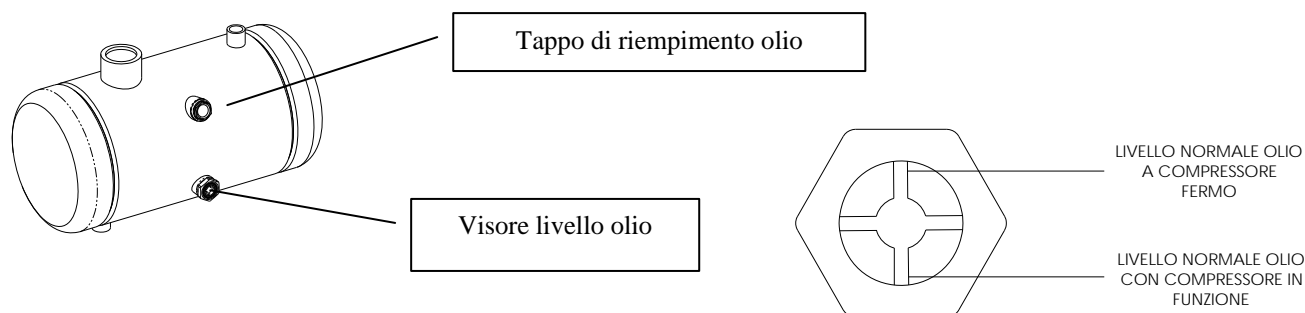 Tappo di riempimento olio
Visore livello olio
LIVELLO NORMALE OLIO
A COMPRESSORE
FERMO
LIVELLO NORMALE OLIO
CON COMPRESSORE IN
FUNZIONE